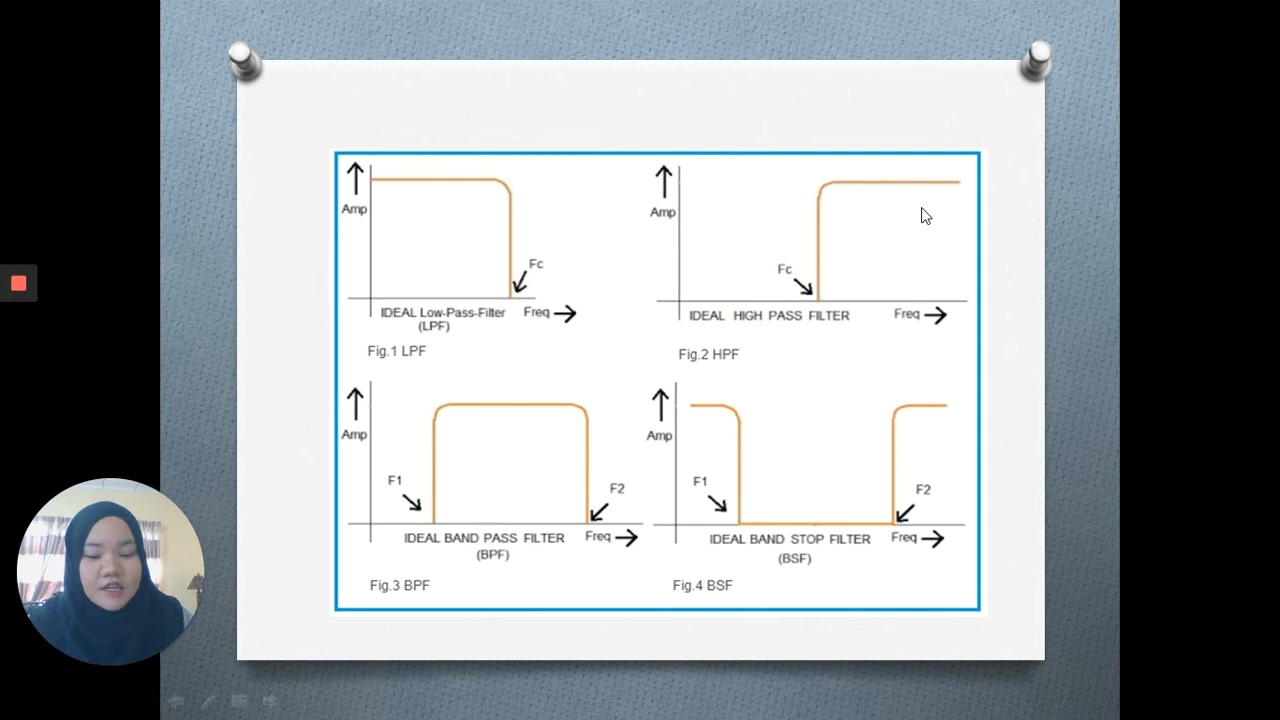 Amp
Fc
IDEAL Low-Pass-Filter
(LPF)
Freq
Fig.1 LPF
Amp
Fc
IDEAL HIGH PASS FILTER
Freq
Fig.2 HPF
Amp
F1
F2
IDEAL BAND PASS FILTER
(BPF)
Freq
Fig.3 BPF
Amp
F1
F2
IDEAL BAND STOP FILTER
(BSF)
Freq
Fig.4 BSF